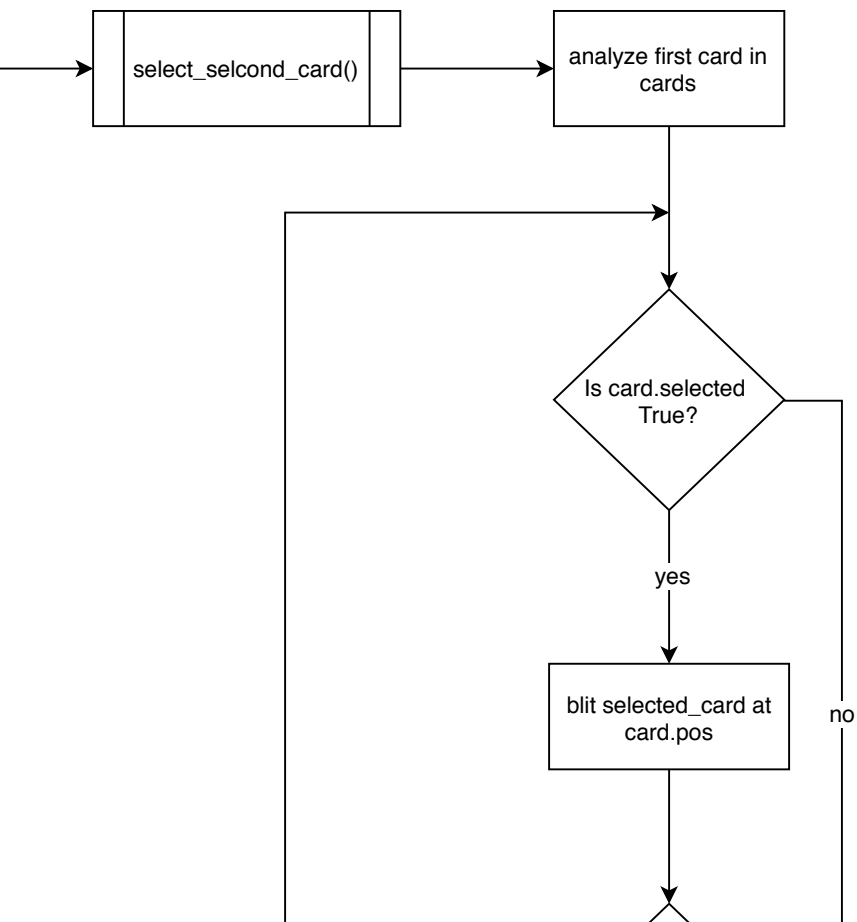 select_selcond_card()
analyze first card in
cards
Is card.selected
True?
yes
blit selected_card at
card.pos
no